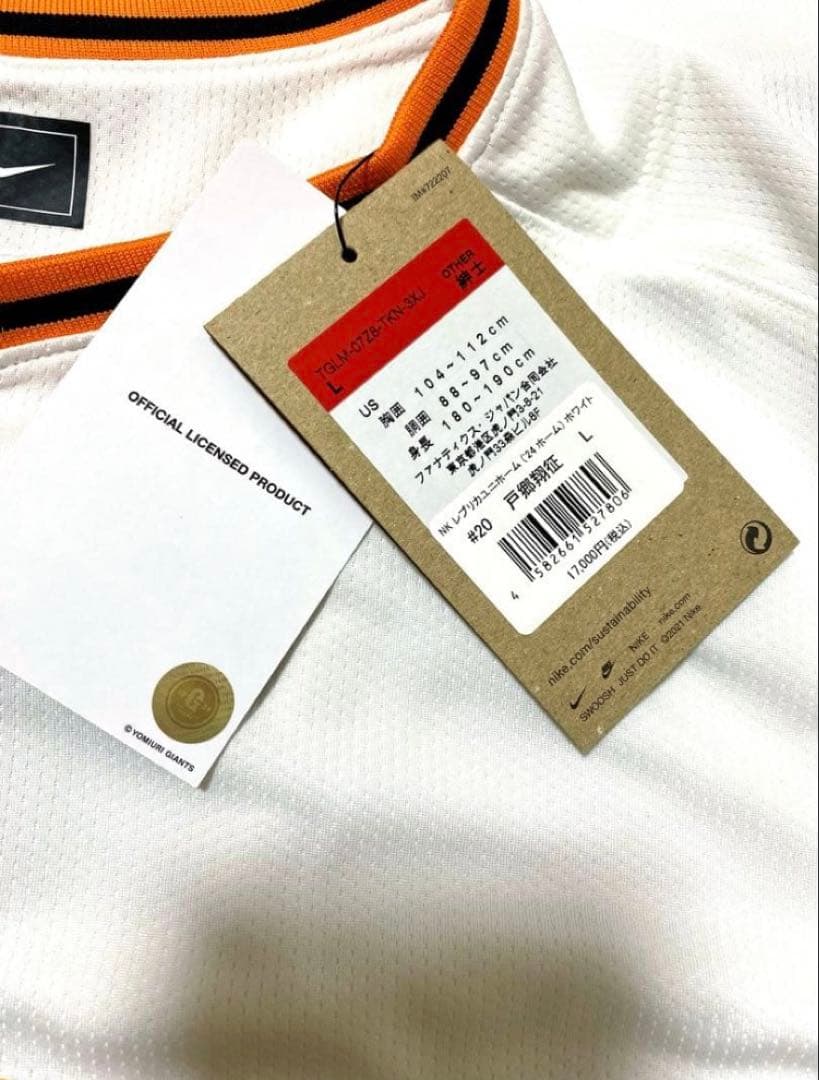 IM#722207
TGLM-07Z8-TKN-3XJ OTHER
L 紳士
US 胸囲 104~112cm
胴囲 88~97cm
身長 180~190cm
ファナティクス・ジャパン合同会社
東京都港区虎ノ門3-8-21
虎ノ門33森ビル8F
NK レプリカユニホーム ('24 ホーム) ホワイト
#20 戸郷翔征 L
4 582661 527806
17,000円(税込)
nike.com/sustainability
NIKE nike.com
SWOOSH JUST DO IT ©2021 Nike
OFFICIAL LICENSED PRODUCT
G
© YOMIURI GIANTS